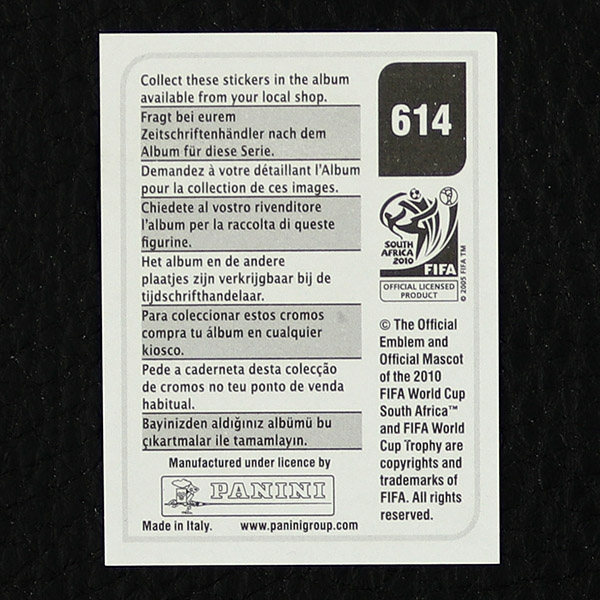 Collect these stickers in the album
available from your local shop.
Fragt bei eurem
Zeitschriftenhändler nach dem
Album für diese Serie.
Demandez à votre détaillant l'Album
pour la collection de ces images.
Chiedete al vostro rivenditore
l'album per la raccolta di queste
figurine.
Het album en de andere
plaatjes zijn verkrijgbaar bij de
tijdschrifthandelaar.
Para coleccionar estos cromos
compra tu álbum en cualquier
kiosco.
Pede a caderneta desta colecção
de cromos no teu ponto de venda
habitual.
Bayinizden aldığınız albümü bu
çıkartmalar ile tamamlayın.
Manufactured under licence by
PANINI
Made in Italy. www.paninigroup.com
614
SOUTH
AFRICA
2010
FIFA
OFFICIAL LICENSED
PRODUCT
© 2005 FIFA TM
© The Official
Emblem and
Official Mascot
of the 2010
FIFA World Cup
South Africa™
and FIFA World
Cup Trophy are
copyrights and
trademarks of
FIFA. All rights
reserved.